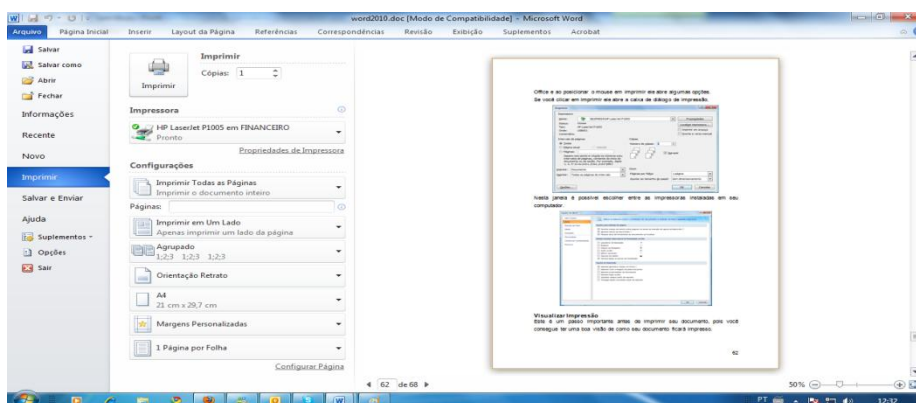 word2010.doc [Modo de Compatibilidade] - Microsoft Word
Arquivo Página Inicial Inserir Layout da Página Referências Correspondências Revisão Exibição Suplementos Acrobat
Salvar
Salvar como
Abrir
Fechar
Informações
Recente
Novo
Imprimir
Salvar e Enviar
Ajuda
Suplementos
Opções
Sair
Imprimir
Cópias: 1
Imprimir
Impressora
HP LaserJet P1005 em FINANCEIRO
Pronto
Propriedades de Impressora
Configurações
Imprimir Todas as Páginas
Imprimir o documento inteiro
Páginas:
Imprimir em Um Lado
Apenas imprimir um lado da página
Agrupado
1;2;3 1;2;3 1;2;3
Orientação Retrato
A4
21 cm x 29,7 cm
Margens Personalizadas
1 Página por Folha
Configurar Página
Office e ao posicionar o mouse em imprimir ele abre algumas opções.
Se você clicar em imprimir ele abre a caixa de diálogo de impressão.
Nesta janela é possível escolher entre as impressoras instaladas em seu
computador.
Visualizar Impressão
Este é um passo importante antes de imprimir seu documento, pois você
consegue ter uma boa visão de como seu documento ficará impresso.
62
62 de 68
50%
PT
12:32